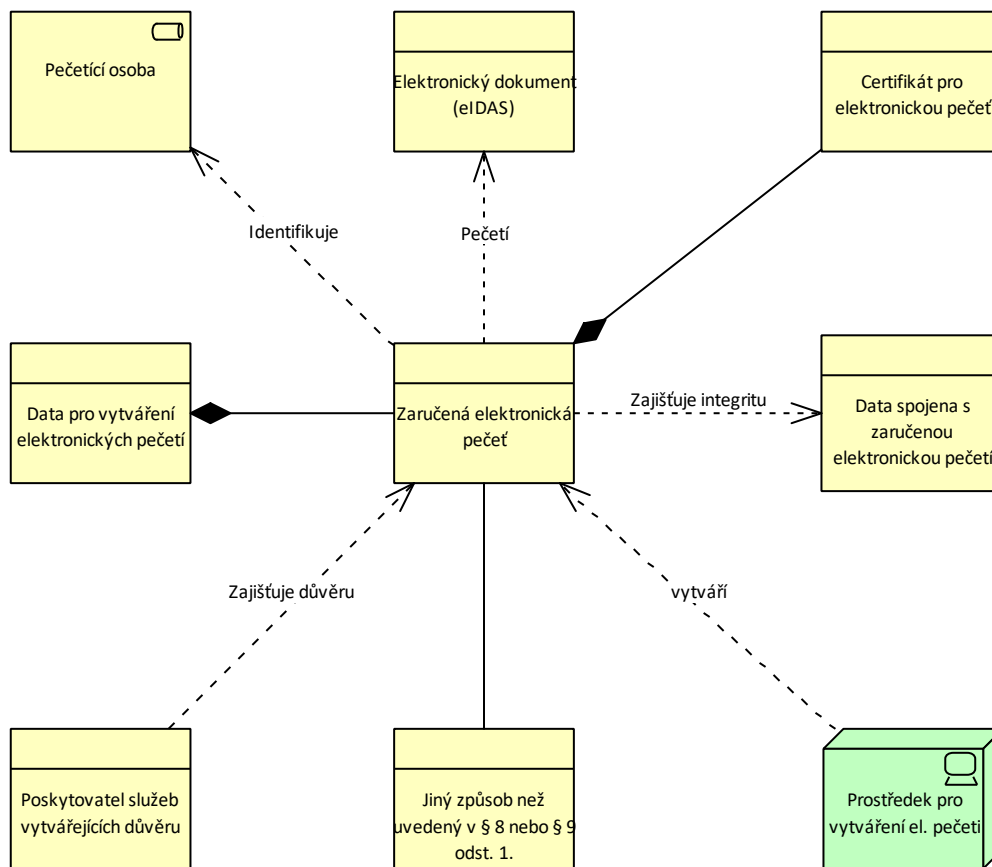 Pečetící osoba
Elektronický dokument
(eIDAS)
Certifikát pro
elektronickou pečeť
Identifikuje
Pečetí
Data pro vytváření
elektronických pečetí
Zaručená elektronická
pečeť
Zajišťuje integritu
Data spojena s
zaručenou
elektronickou pečetí
Zajišťuje důvěru
vytváří
Poskytovatel služeb
vytvářejících důvěru
Jiný způsob než
uvedený v § 8 nebo § 9
odst. 1.
Prostředek pro
vytváření el. pečeti